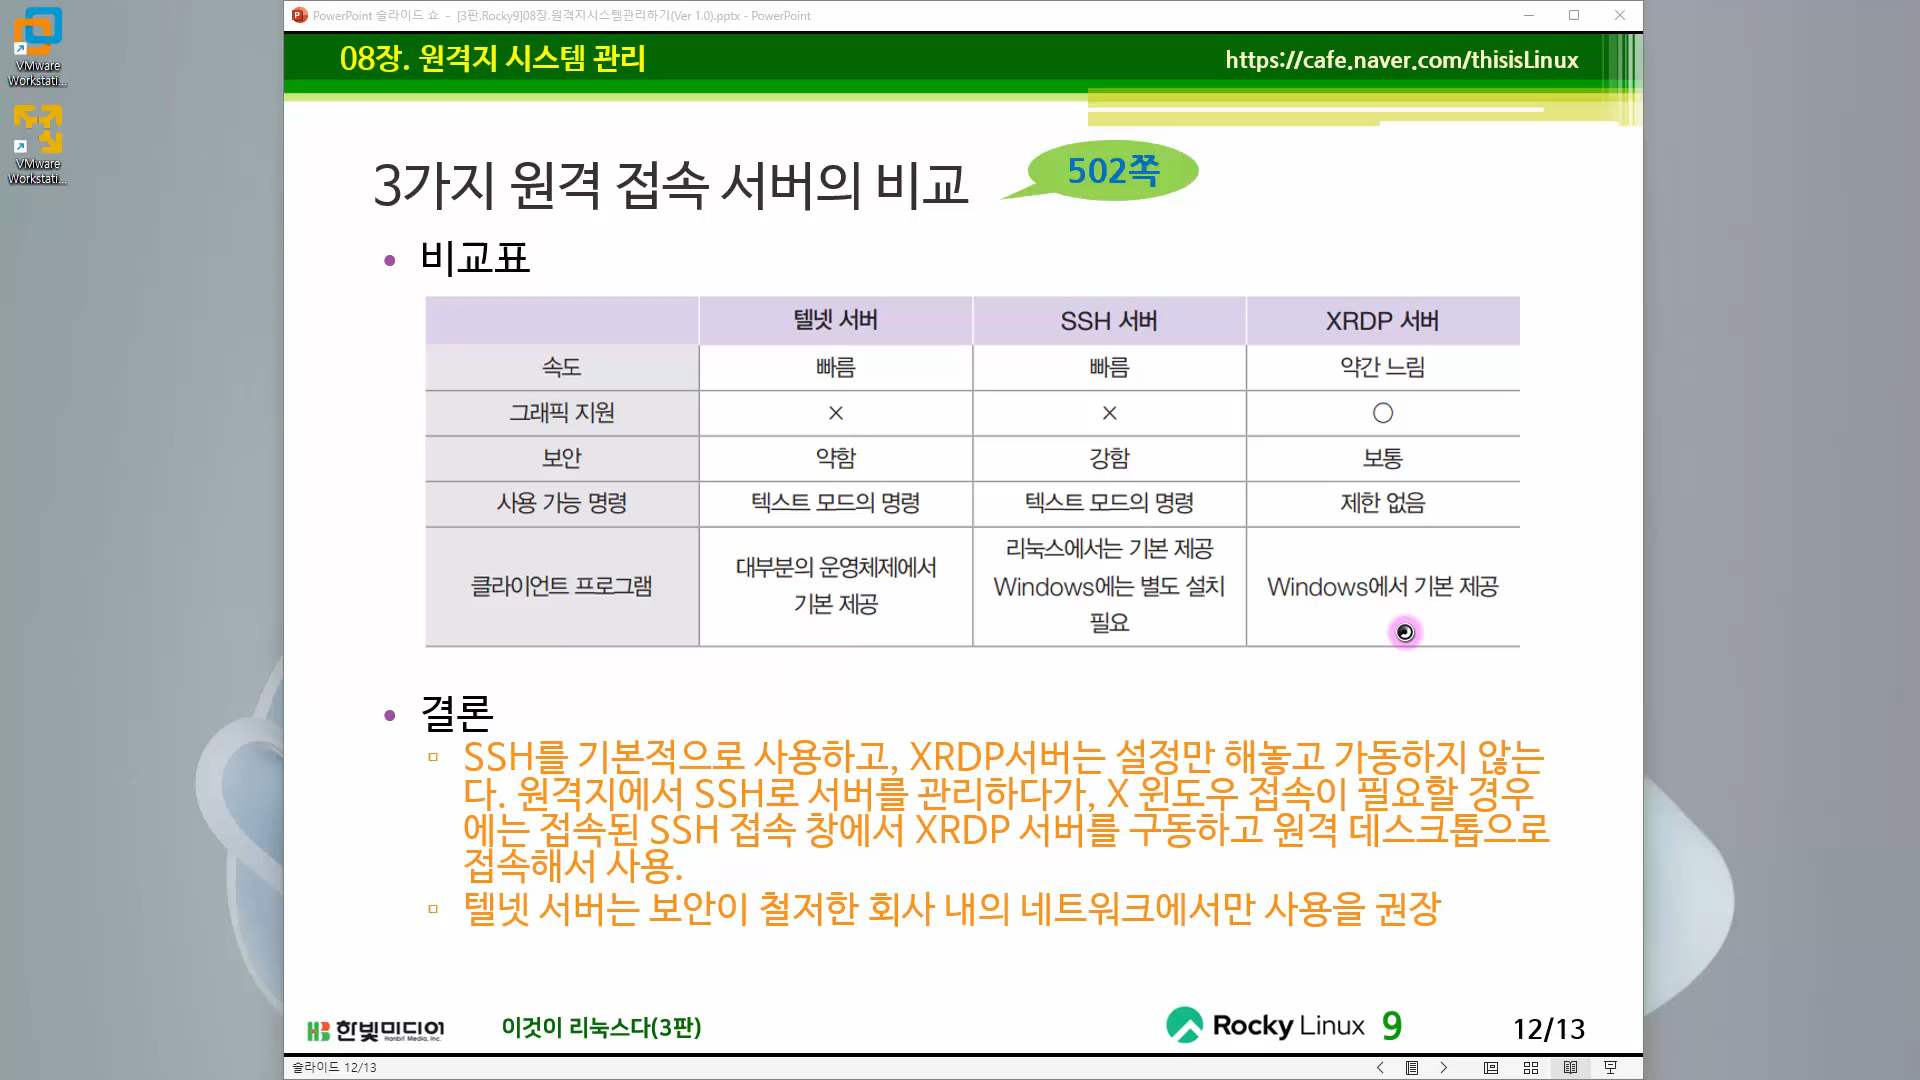 VMware
Workstati...
VMware
Workstati...
PowerPoint 슬라이드 쇼 - [3판.Rocky9]08장.원격지시스템관리하기(Ver 1.0).pptx - PowerPoint
08장. 원격지 시스템 관리
https://cafe.naver.com/thisisLinux
3가지 원격 접속 서버의 비교
502쪽
• 비교표
텔넷 서버 SSH 서버 XRDP 서버
속도 빠름 빠름 약간 느림
그래픽 지원 × × ○
보안 약함 강함 보통
사용 가능 명령 텍스트 모드의 명령 텍스트 모드의 명령 제한 없음
클라이언트 프로그램
대부분의 운영체제에서
기본 제공
리눅스에서는 기본 제공
Windows에는 별도 설치
필요
Windows에서 기본 제공
• 결론
▫ SSH를 기본적으로 사용하고, XRDP서버는 설정만 해놓고 가동하지 않는
다. 원격지에서 SSH로 서버를 관리하다가, X 윈도우 접속이 필요할 경우
에는 접속된 SSH 접속 창에서 XRDP 서버를 구동하고 원격 데스크톱으로
접속해서 사용.
▫ 텔넷 서버는 보안이 철저한 회사 내의 네트워크에서만 사용을 권장
한빛미디어
Hanbit Media, Inc.
이것이 리눅스다(3판)
Rocky Linux 9
12/13
슬라이드 12/13